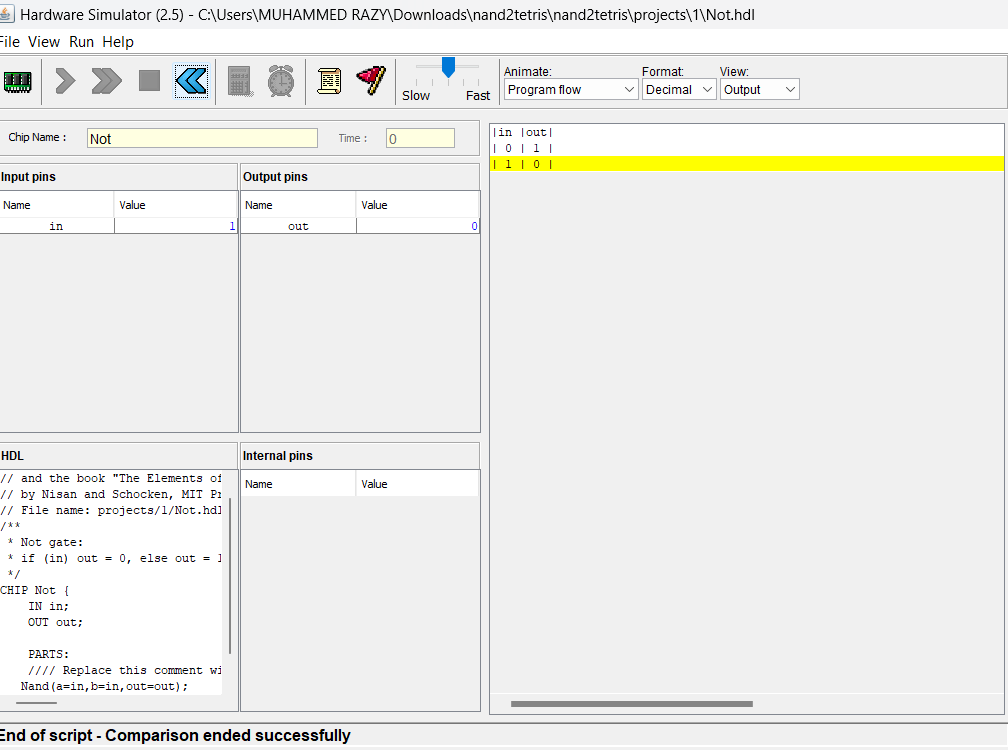 Hardware Simulator (2.5) - C:\Users\MUHAMMED RAZY\Downloads\nand2tetris\nand2tetris\projects\1\Not.hdl
File View Run Help
Slow Fast
Animate: Format: View:
Program flow Decimal Output
Chip Name : Not Time : 0
Input pins
Name Value
in 1
Output pins
Name Value
out 0
HDL
// and the book "The Elements of
// by Nisan and Schocken, MIT Pr
// File name: projects/1/Not.hdl
/**
* Not gate:
* if (in) out = 0, else out = 1
*/
CHIP Not {
IN in;
OUT out;
PARTS:
//// Replace this comment wi
Nand(a=in,b=in,out=out);
Internal pins
Name Value
|in |out|
| 0 | 1 |
| 1 | 0 |
End of script - Comparison ended successfully